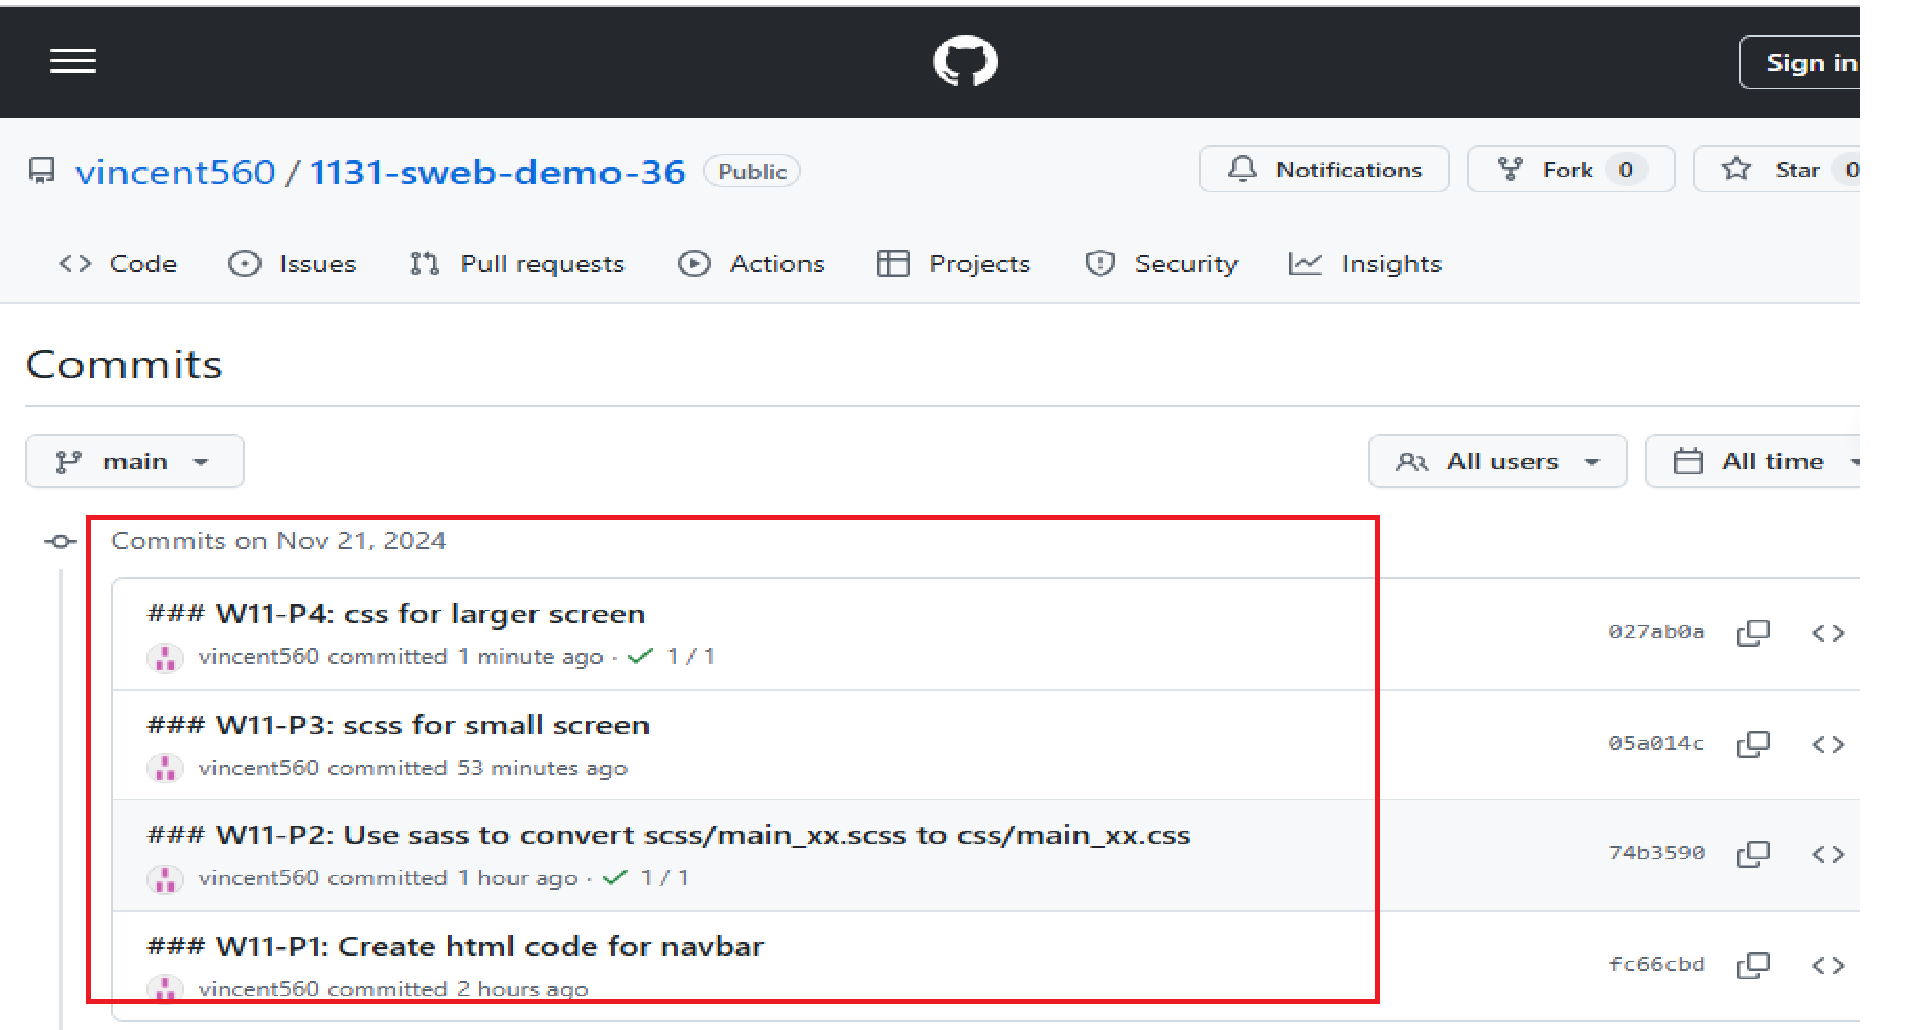 Sign in
vincent560 / 1131-sweb-demo-36 Public Notifications Fork 0 Star 0
Code Issues Pull requests Actions Projects Security Insights
Commits
main All users All time
Commits on Nov 21, 2024
### W11-P4: css for larger screen
vincent560 committed 1 minute ago · 1 / 1
027ab0a
### W11-P3: scss for small screen
vincent560 committed 53 minutes ago
05a014c
### W11-P2: Use sass to convert scss/main_xx.scss to css/main_xx.css
vincent560 committed 1 hour ago · 1 / 1
74b3590
### W11-P1: Create html code for navbar
vincent560 committed 2 hours ago
fc66cbd